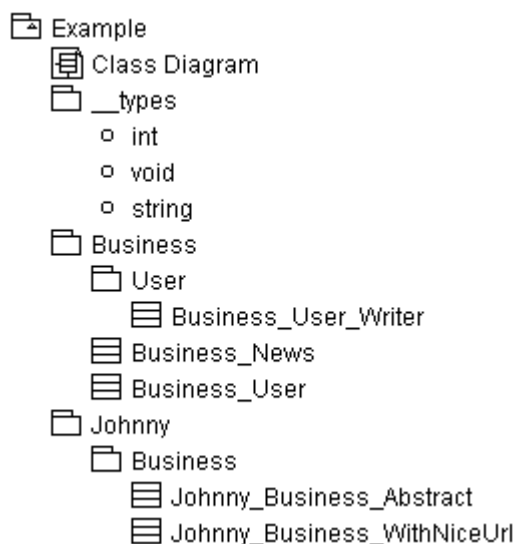 Example
Class Diagram
__types
int
void
string
Business
User
Business_User_Writer
Business_News
Business_User
Johnny
Business
Johnny_Business_Abstract
Johnny_Business_WithNiceUrl